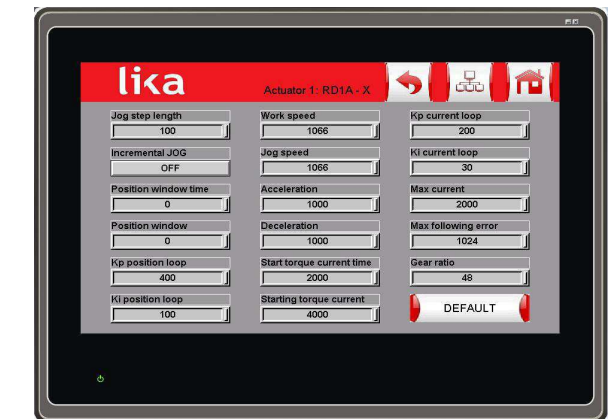 lika
Actuator 1: RD1A - X
Jog step length
100
Incremental JOG
OFF
Position window time
0
Position window
0
Kp position loop
400
Ki position loop
100
Work speed
1066
Jog speed
1066
Acceleration
1000
Deceleration
1000
Start torque current time
2000
Starting torque current
4000
Kp current loop
200
Ki current loop
30
Max current
2000
Max following error
1024
Gear ratio
48
DEFAULT